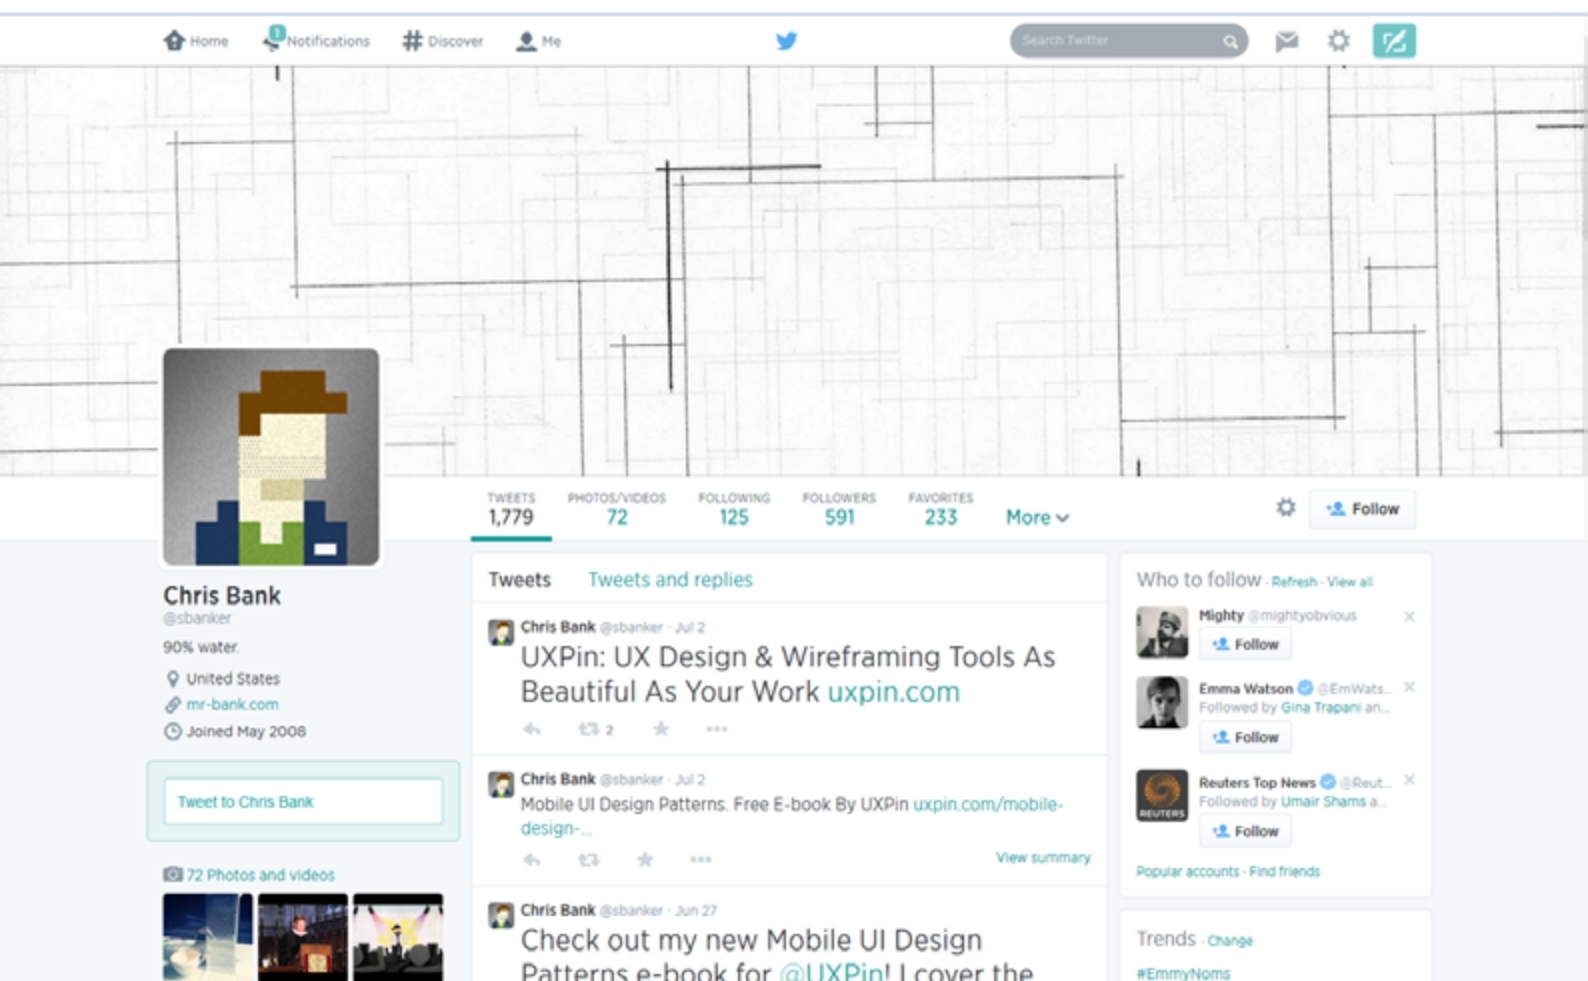 Home
1
Notifications
Discover
Me
Search Twitter
TWEETS
1,779
PHOTOS/VIDEOS
72
FOLLOWING
125
FOLLOWERS
591
FAVORITES
233
More
Follow
Chris Bank
@sbanker
90% water.
United States
mr-bank.com
Joined May 2008
Tweet to Chris Bank
72 Photos and videos
Tweets
Tweets and replies
Chris Bank @sbanker · Jul 2
UXPin: UX Design & Wireframing Tools As
Beautiful As Your Work uxpin.com
2
Chris Bank @sbanker · Jul 2
Mobile UI Design Patterns. Free E-book By UXPin uxpin.com/mobile-
design-...
View summary
Chris Bank @sbanker · Jun 27
Check out my new Mobile UI Design
Patterns e-book for @UXPin! I cover the
Who to follow · Refresh · View all
Mighty @mightyobvious
Follow
Emma Watson @EmWats...
Followed by Gina Trapani an...
Follow
REUTERS
Reuters Top News @Reut...
Followed by Umair Shams a...
Follow
Popular accounts · Find friends
Trends · Change
#EmmyNoms